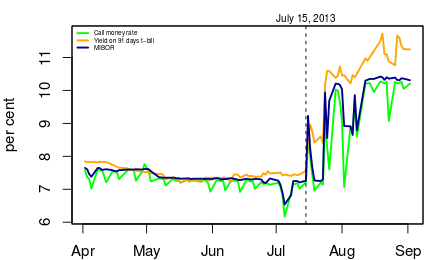 July 15, 2013
Call money rate
Yield on 91 days t-bill
MIBOR
per cent
11
10
9
8
7
6
Apr May Jun Jul Aug Sep